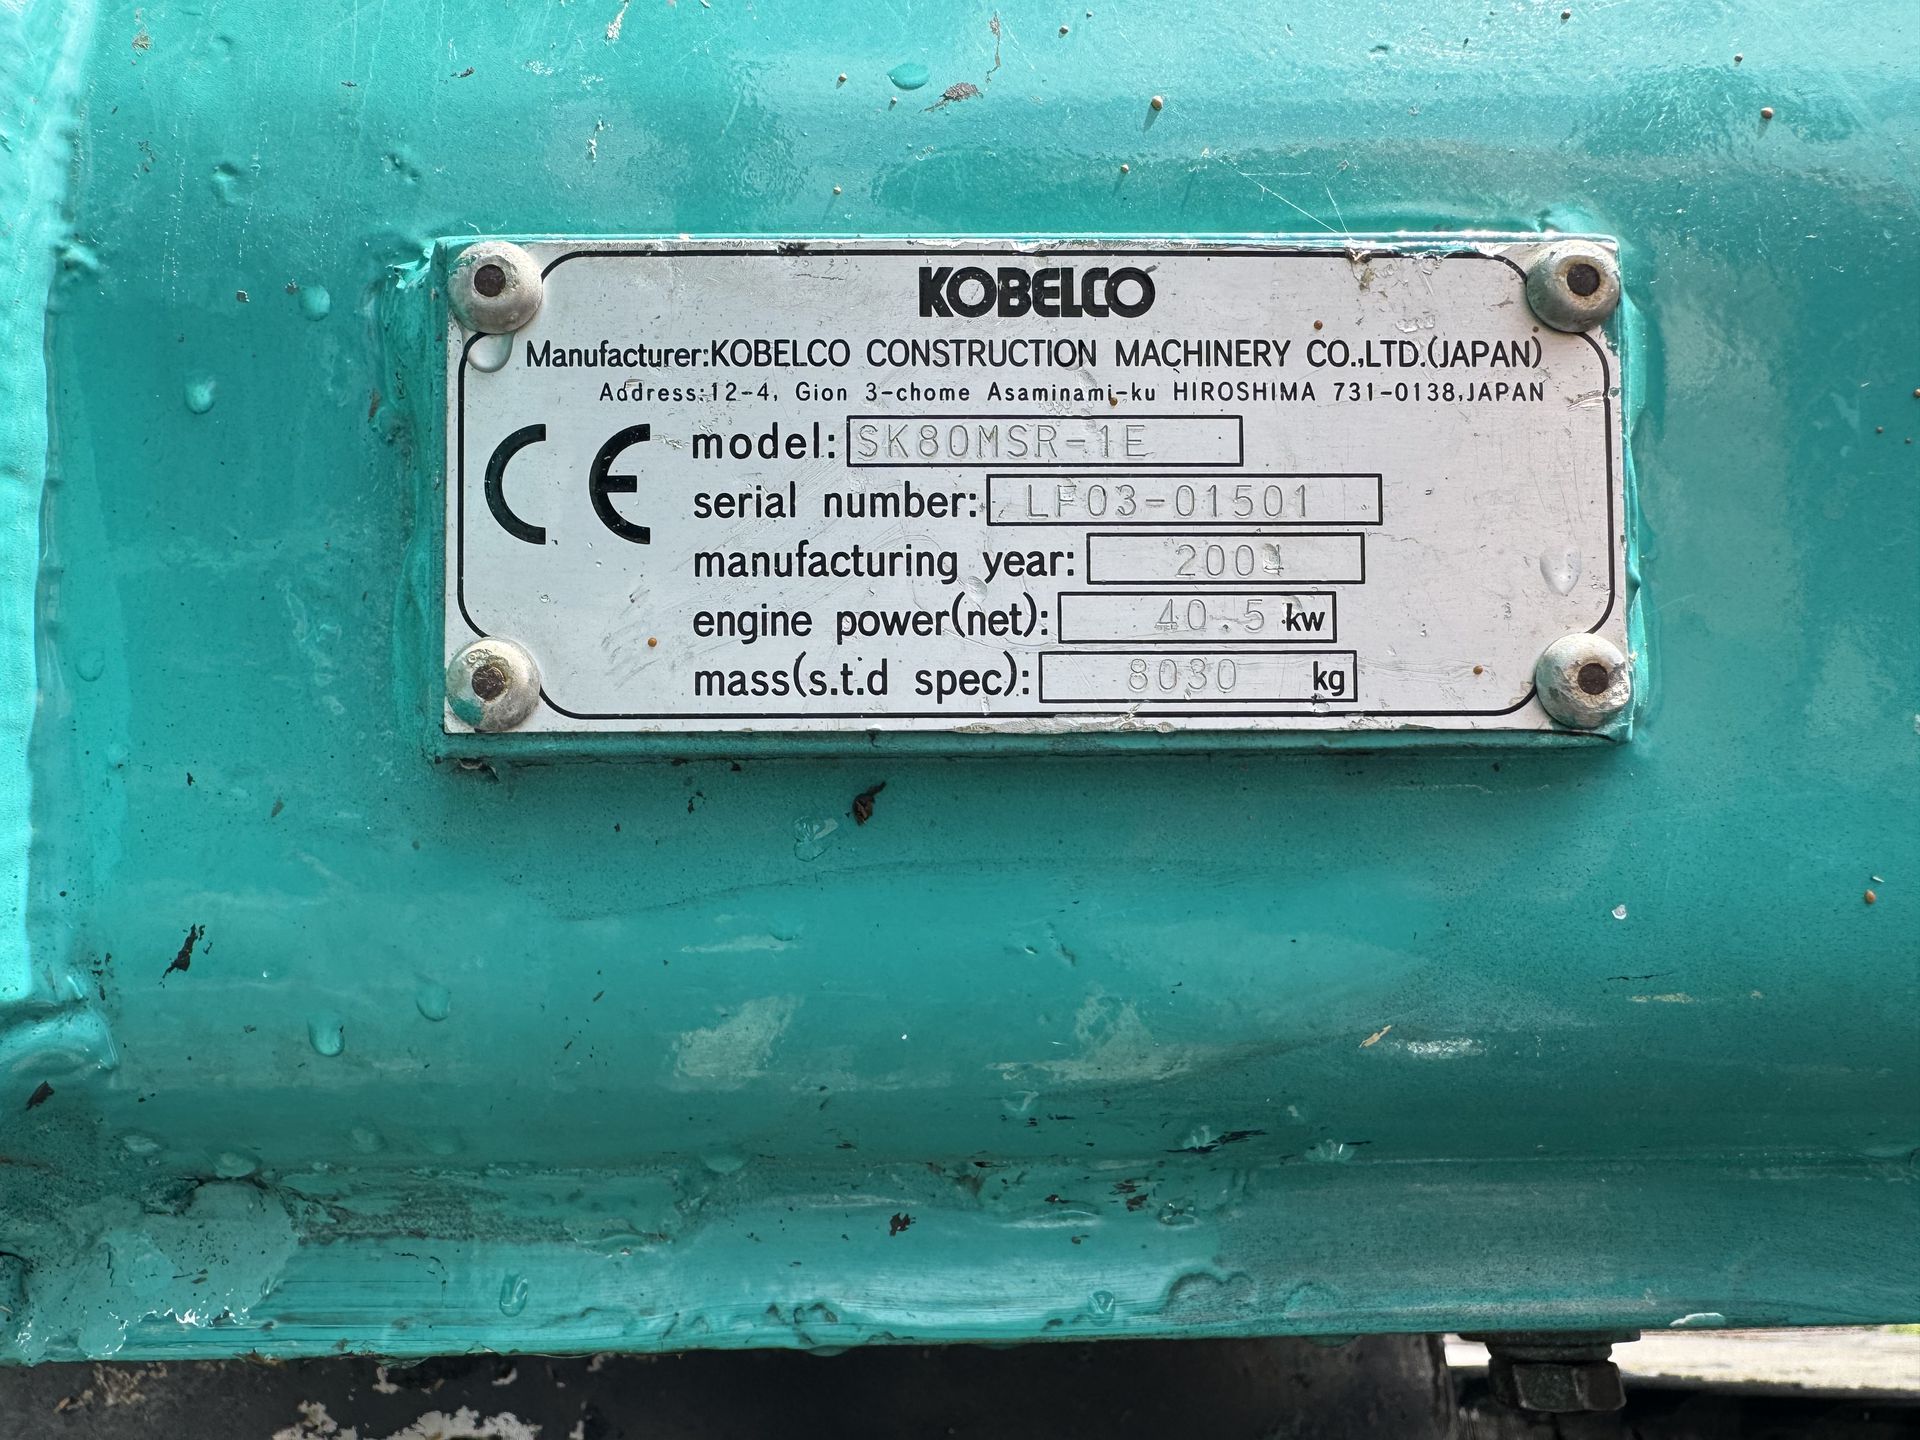 KOBELCO
Manufacturer:KOBELCO CONSTRUCTION MACHINERY CO.,LTD.(JAPAN)
Address:12-4, Gion 3-chome Asaminami-ku HIROSHIMA 731-0138,JAPAN
CE
model: SK80MSR-1E
serial number: LF03-01501
manufacturing year: 2004
engine power(net): 40.5 kw
mass(s.t.d spec): 8030 kg